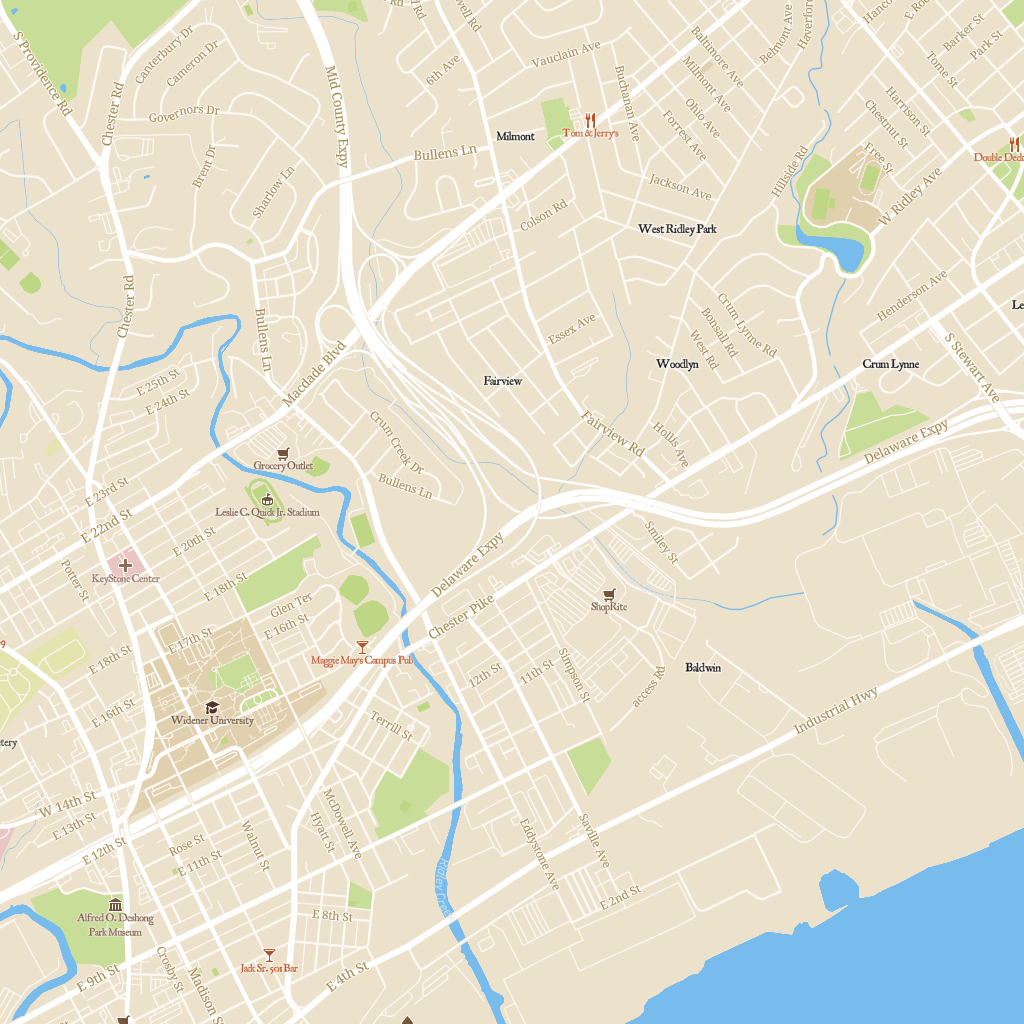 S Providence Rd
Canterbury Dr
Cameron Dr
Chester Rd
Governors Dr
Brent Dr
Sharlow Ln
Mid County Expy
Bullens Ln
6th Ave
Vauclain Ave
Buchanan Ave
Baltimore Ave
Belmont Ave
Milmont Ave
Ohio Ave
Forrest Ave
Jackson Ave
Milmont
Tom & Jerry's
Colson Rd
West Ridley Park
Hillside Rd
Barker St
Park St
Tome St
Harrison St
Chestnut St
Free St
W Ridley Ave
Henderson Ave
Chester Rd
Bullens Ln
Macdade Blvd
Essex Ave
Crum Lynne Rd
Bonsall Rd
West Rd
Woodlyn
Crum Lynne
S Stewart Ave
Fairview
E 25th St
E 24th St
Crum Creek Dr
Fairview Rd
Hollis Ave
Delaware Expy
Grocery Outlet
Bullens Ln
E 23rd St
E 22nd St
Leslie C. Quick Jr. Stadium
E 20th St
KeyStone Center
Potter St
E 18th St
Glen Ter
E 16th St
E 17th St
Delaware Expy
Chester Pike
Smiley St
ShopRite
Maggie May's Campus Pub
E 18th St
E 16th St
12th St
11th St
Simpson St
access Rd
Baldwin
Industrial Hwy
Widener University
Terrill St
W 14th St
E 13th St
E 12th St
Rose St
E 11th St
Walnut St
Hyatt St
McDowell Ave
Eddystone Ave
Saville Ave
E 2nd St
Alfred O. Deshong
Park Museum
E 8th St
Jack Sr. 501 Bar
E 9th St
Crosby St
Madison St
E 4th St